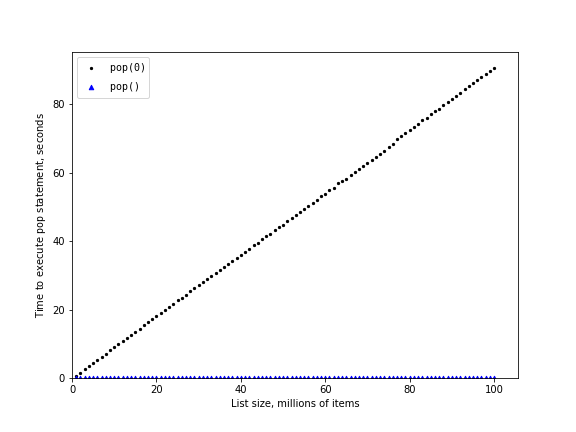 pop(0)
pop()
Time to execute pop statement, seconds
80
60
40
20
0
0
20
40
60
80
100
List size, millions of items